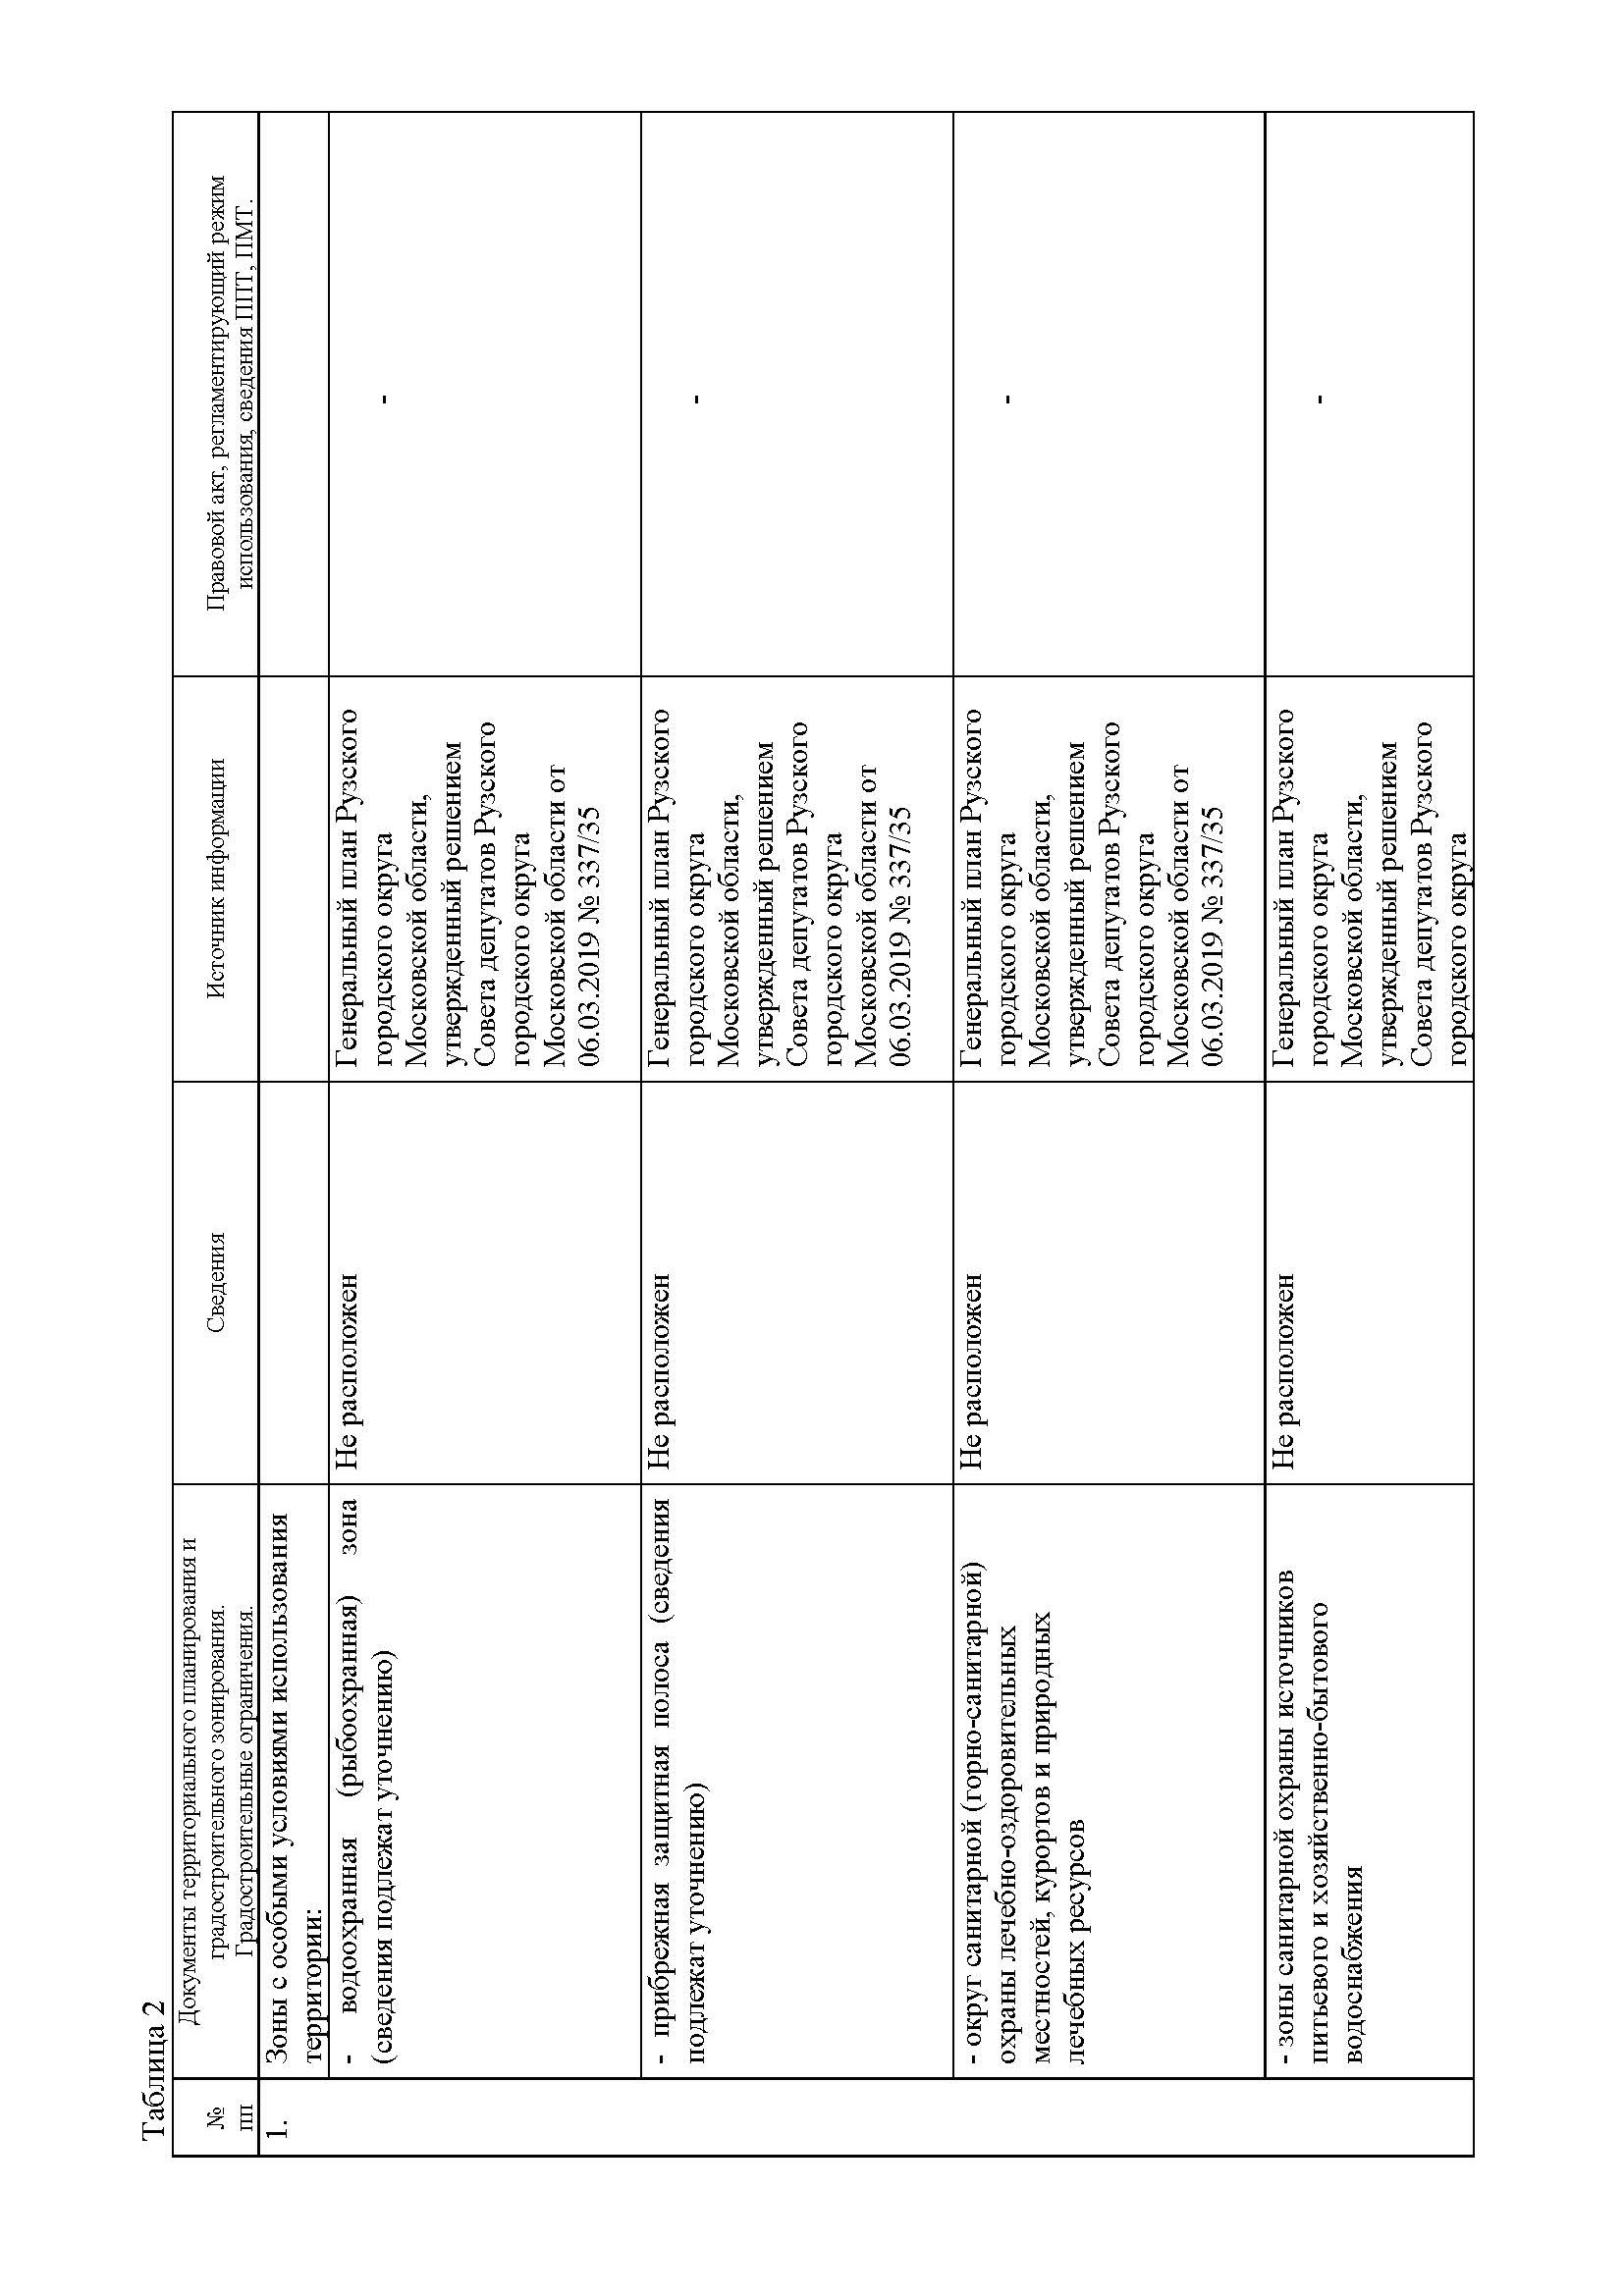 Таблица 2
№
пп
Документы территориального планирования и
градостроительного зонирования.
Градостроительные ограничения.
Сведения
Источник информации
Правовой акт, регламентирующий режим
использования, сведения ППТ, ПМТ.
1.
Зоны с особыми условиями использования
территории:
- водоохранная (рыбоохранная) зона
(сведения подлежат уточнению)
Не расположен
Генеральный план Рузского
городского округа
Московской области,
утвержденный решением
Совета депутатов Рузского
городского округа
Московской области от
06.03.2019 № 337/35
-
- прибрежная защитная полоса (сведения
подлежат уточнению)
Не расположен
Генеральный план Рузского
городского округа
Московской области,
утвержденный решением
Совета депутатов Рузского
городского округа
Московской области от
06.03.2019 № 337/35
-
- округ санитарной (горно-санитарной)
охраны лечебно-оздоровительных
местностей, курортов и природных
лечебных ресурсов
Не расположен
Генеральный план Рузского
городского округа
Московской области,
утвержденный решением
Совета депутатов Рузского
городского округа
Московской области от
06.03.2019 № 337/35
-
- зоны санитарной охраны источников
питьевого и хозяйственно-бытового
водоснабжения
Не расположен
Генеральный план Рузского
городского округа
Московской области,
утвержденный решением
Совета депутатов Рузского
городского округа
-